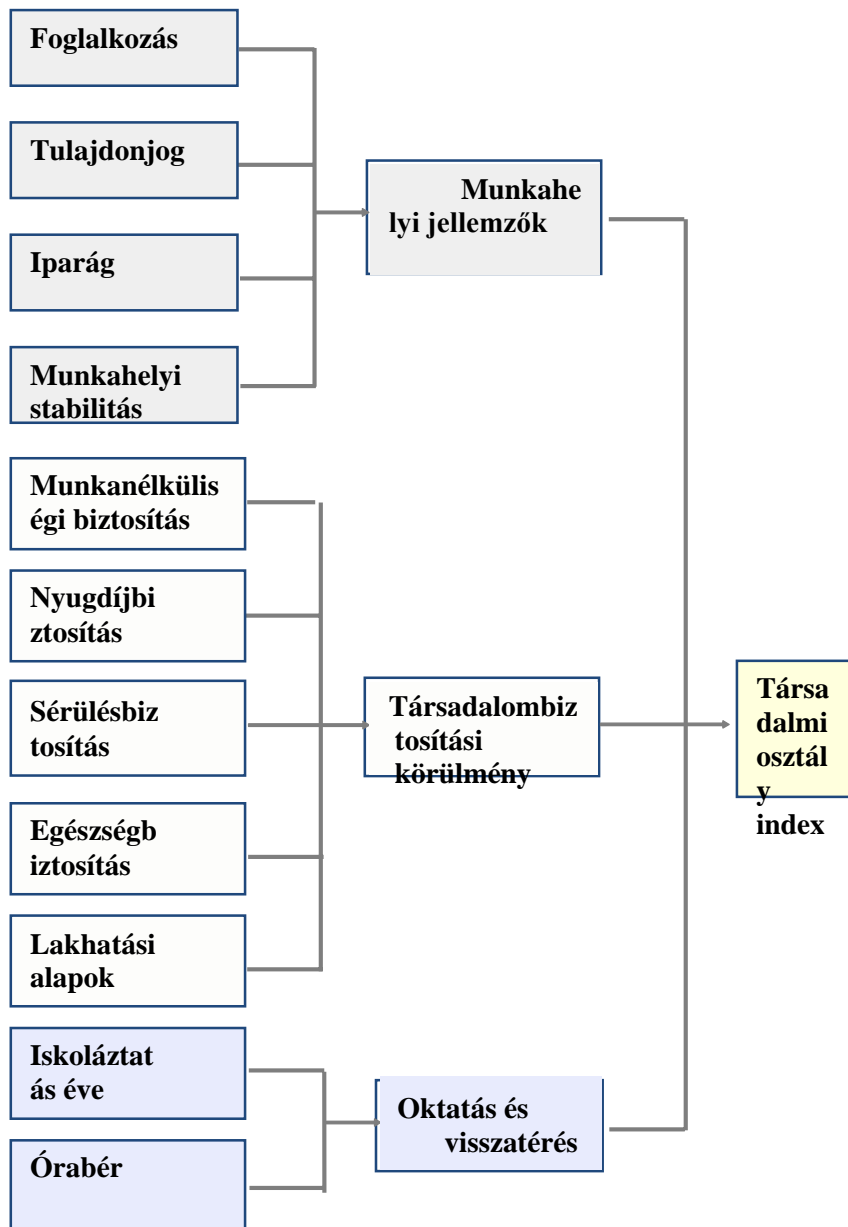 Foglalkozás
Tulajdonjog
Iparág
Munkahelyi
stabilitás
Munkahe
lyi jellemzők
Munkanélkülis
égi biztosítás
Nyugdíjbi
ztosítás
Sérülésbiz
tosítás
Egészségb
iztosítás
Lakhatási
alapok
Társadalombiz
tosítási
körülmény
Iskoláztat
ás éve
Órabér
Oktatás és
visszatérés
Társa
dalmi
osztál
y
index